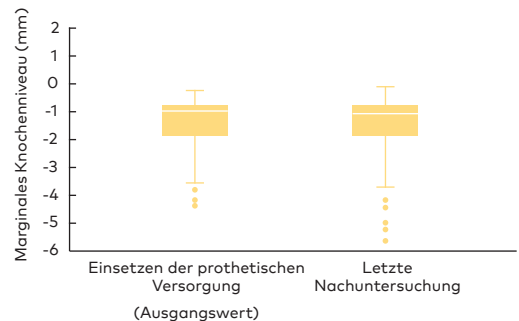 Marginales Knochenniveau (mm)
2
1
0
-1
-2
-3
-4
-5
-6
Einsetzen der prothetischen
Versorgung
(Ausgangswert)
Letzte
Nachuntersuchung